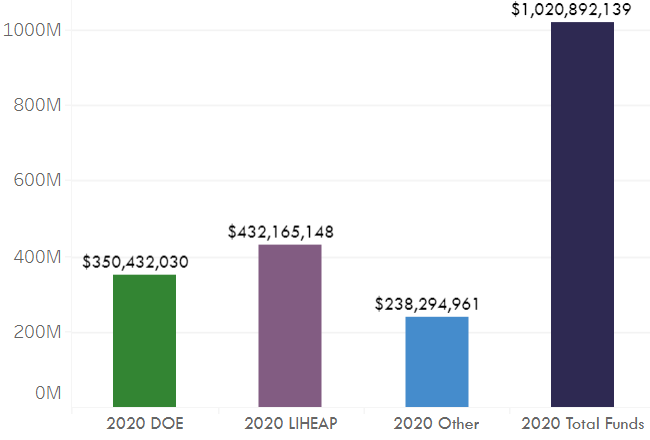 $1,020,892,139
1000M
800M
600M
$432,165,148
400M
$350,432,030
$238,294,961
200M
0M
2020 DOE
2020 LIHEAP
2020 Other
2020 Total Funds